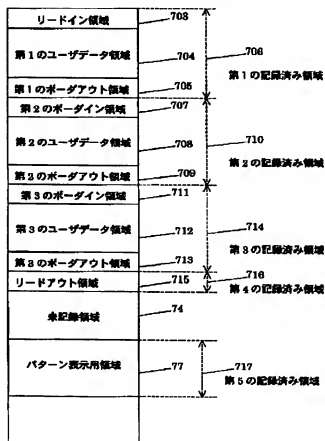 リードイン領域 703
第1のユーザデータ領域 704 706
第1の記録済み領域
第1のボーダアウト領域 705
第2のボーダイン領域 707
第2のユーザデータ領域 708 710
第2の記録済み領域
第2のボーダアウト領域 709
第3のボーダイン領域 711
第3のユーザデータ領域 712 714
第3の記録済み領域
第3のボーダアウト領域 713
リードアウト領域 715 716
第4の記録済み領域
未記録領域 74
パターン表示用領域 77 717
第5の記録済み領域